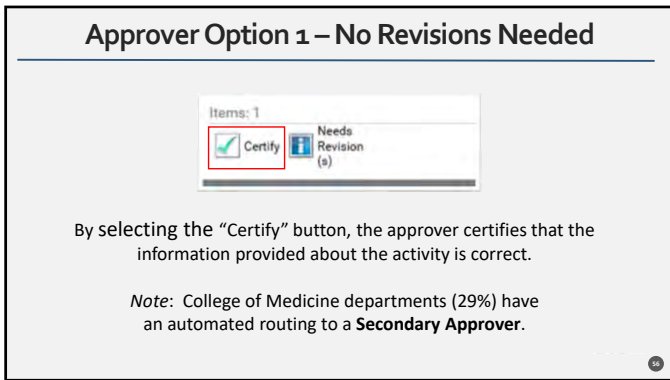 Approver Option 1 – No Revisions Needed
Items: 1
Certify
Needs
Revision
(s)
By selecting the “Certify” button, the approver certifies that the
information provided about the activity is correct.
Note: College of Medicine departments (29%) have
an automated routing to a Secondary Approver.
56